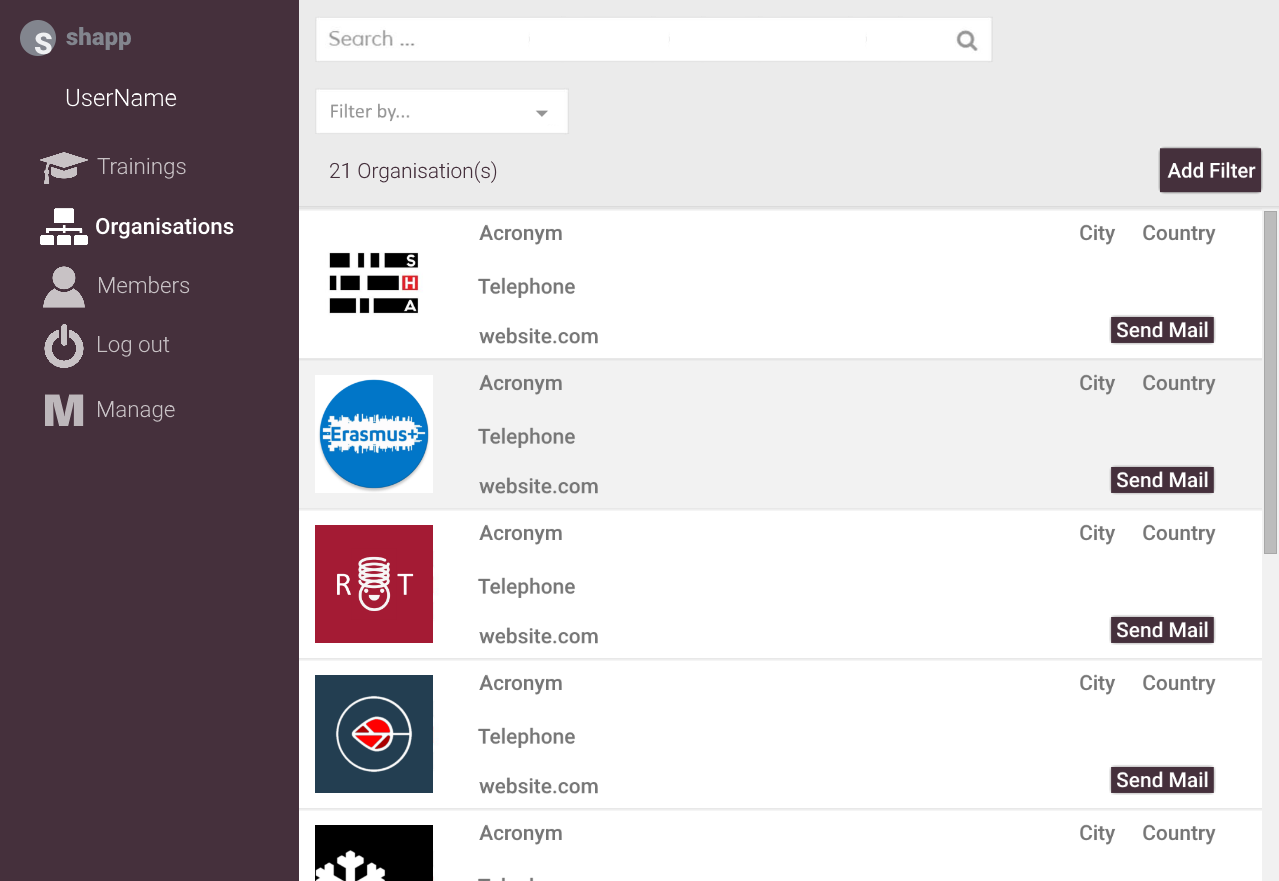 S shapp
UserName
Trainings
Organisations
Members
Log out
M Manage
Search ...
Filter by...
21 Organisation(s)
Add Filter
S
H
A
Acronym
City Country
Telephone
website.com
Send Mail
Erasmus+
Acronym
City Country
Telephone
website.com
Send Mail
R T
Acronym
City Country
Telephone
website.com
Send Mail
Acronym
City Country
Telephone
website.com
Send Mail
Acronym
City Country